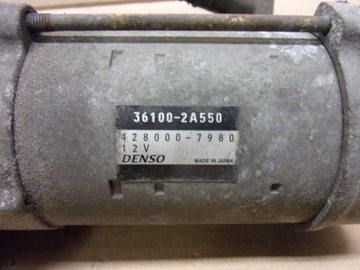 36100-2A550
428000-7980
12V
DENSO MADE IN JAPAN